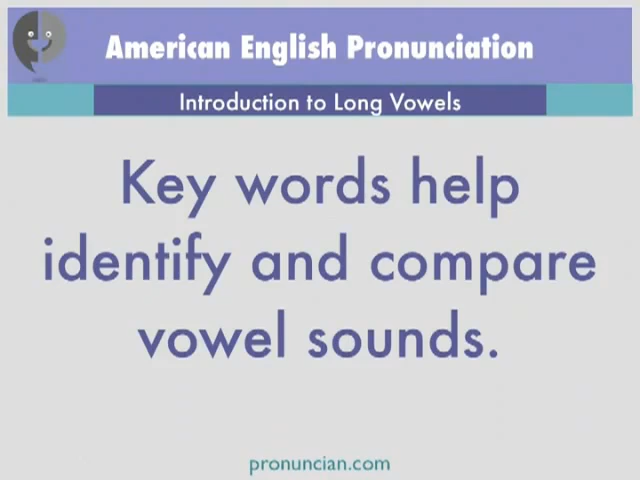 American English Pronunciation
Introduction to Long Vowels
Key words help
identify and compare
vowel sounds.
pronuncian.com